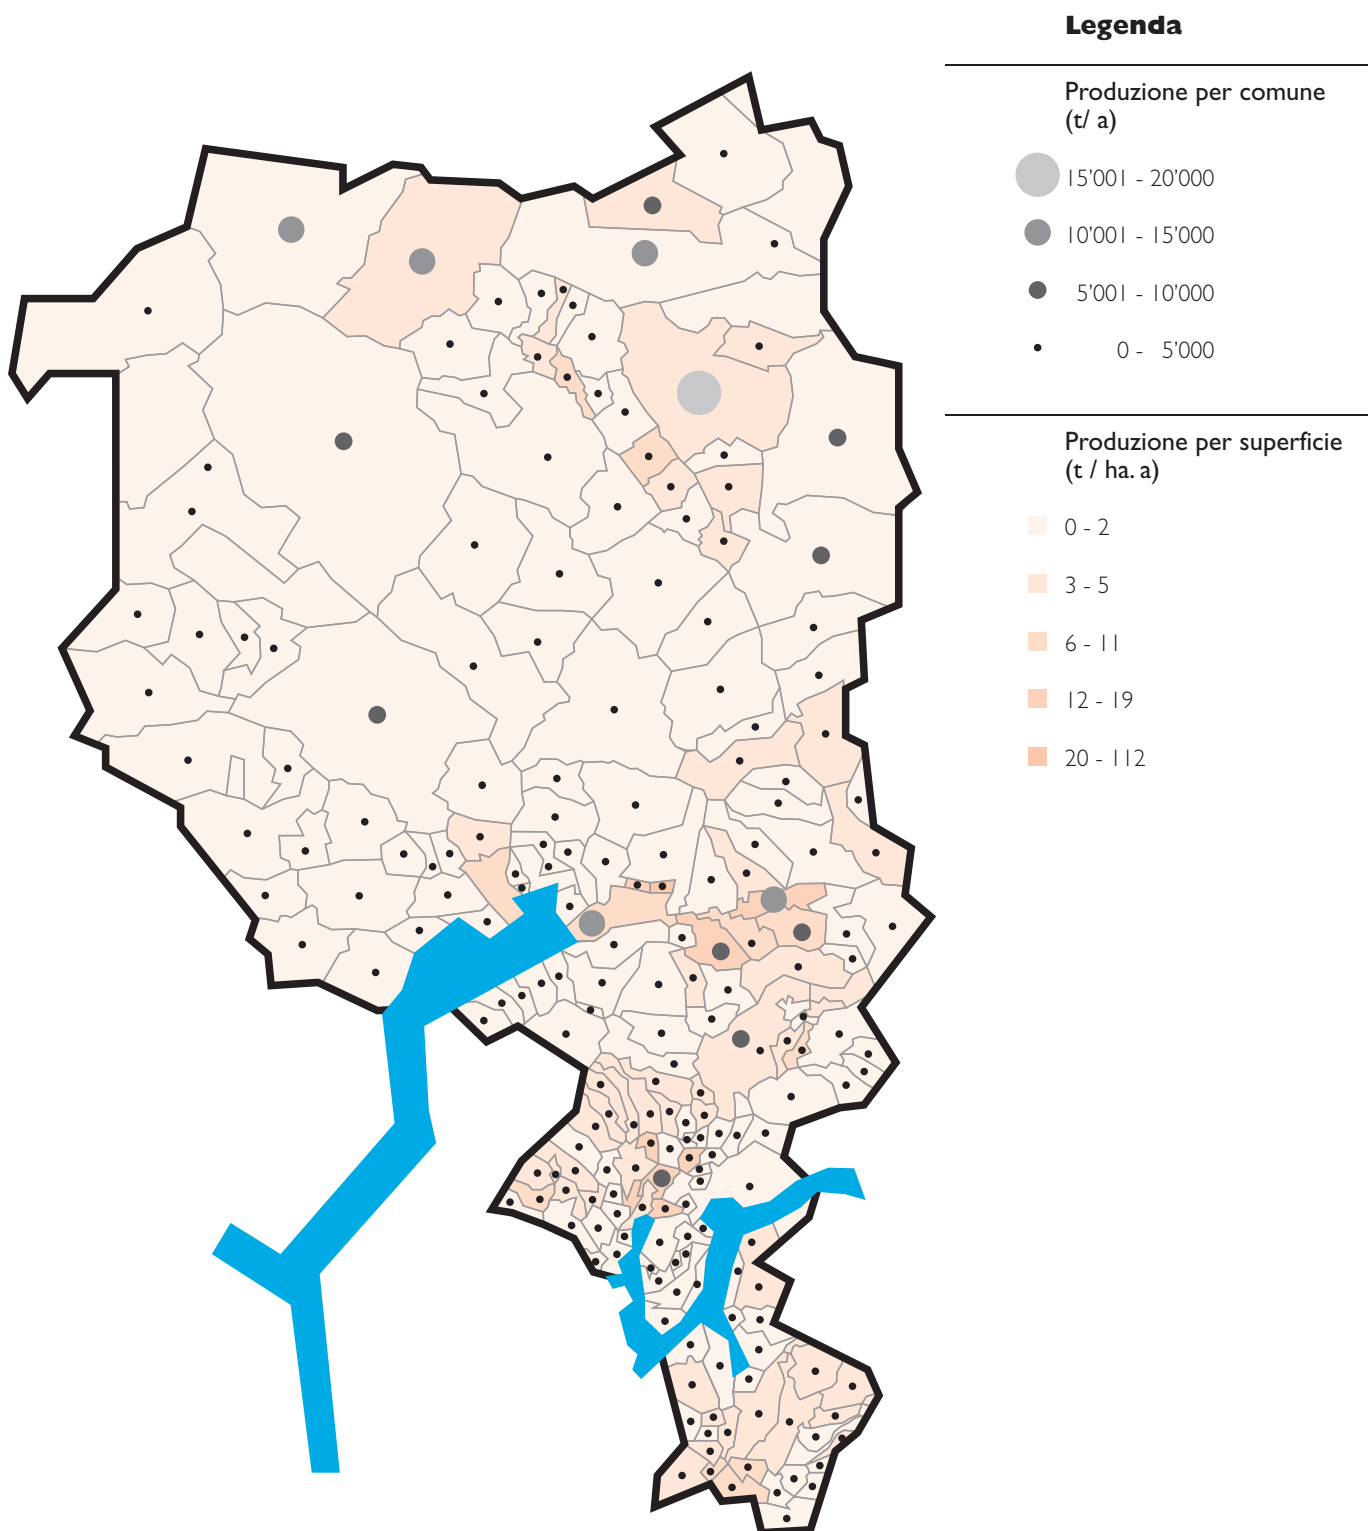 Legenda
Produzione per comune
(t/ a)
15'001 - 20'000
10'001 - 15'000
5'001 - 10'000
0 - 5'000
Produzione per superficie
(t / ha. a)
0 - 2
3 - 5
6 - 11
12 - 19
20 - 112